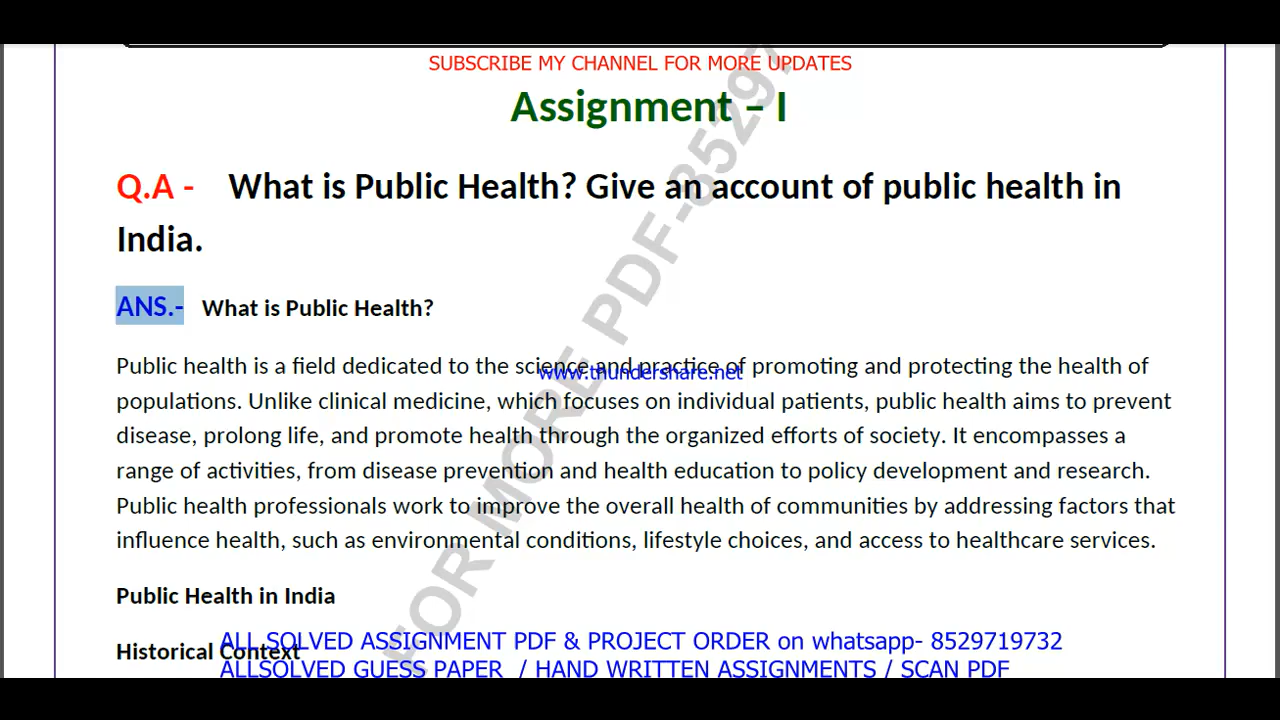 SUBSCRIBE MY CHANNEL FOR MORE UPDATES
Assignment – I
Q.A - What is Public Health? Give an account of public health in
India.
ANS.- What is Public Health?
Public health is a field dedicated to the science and practice of promoting and protecting the health of
www.thundershare.net
populations. Unlike clinical medicine, which focuses on individual patients, public health aims to prevent
disease, prolong life, and promote health through the organized efforts of society. It encompasses a
range of activities, from disease prevention and health education to policy development and research.
Public health professionals work to improve the overall health of communities by addressing factors that
influence health, such as environmental conditions, lifestyle choices, and access to healthcare services.
Public Health in India
ALL SOLVED ASSIGNMENT PDF & PROJECT ORDER on whatsapp- 8529719732
Historical Context
ALLSOLVED GUESS PAPER / HAND WRITTEN ASSIGNMENTS / SCAN PDF
FOR MORE PDF-85297